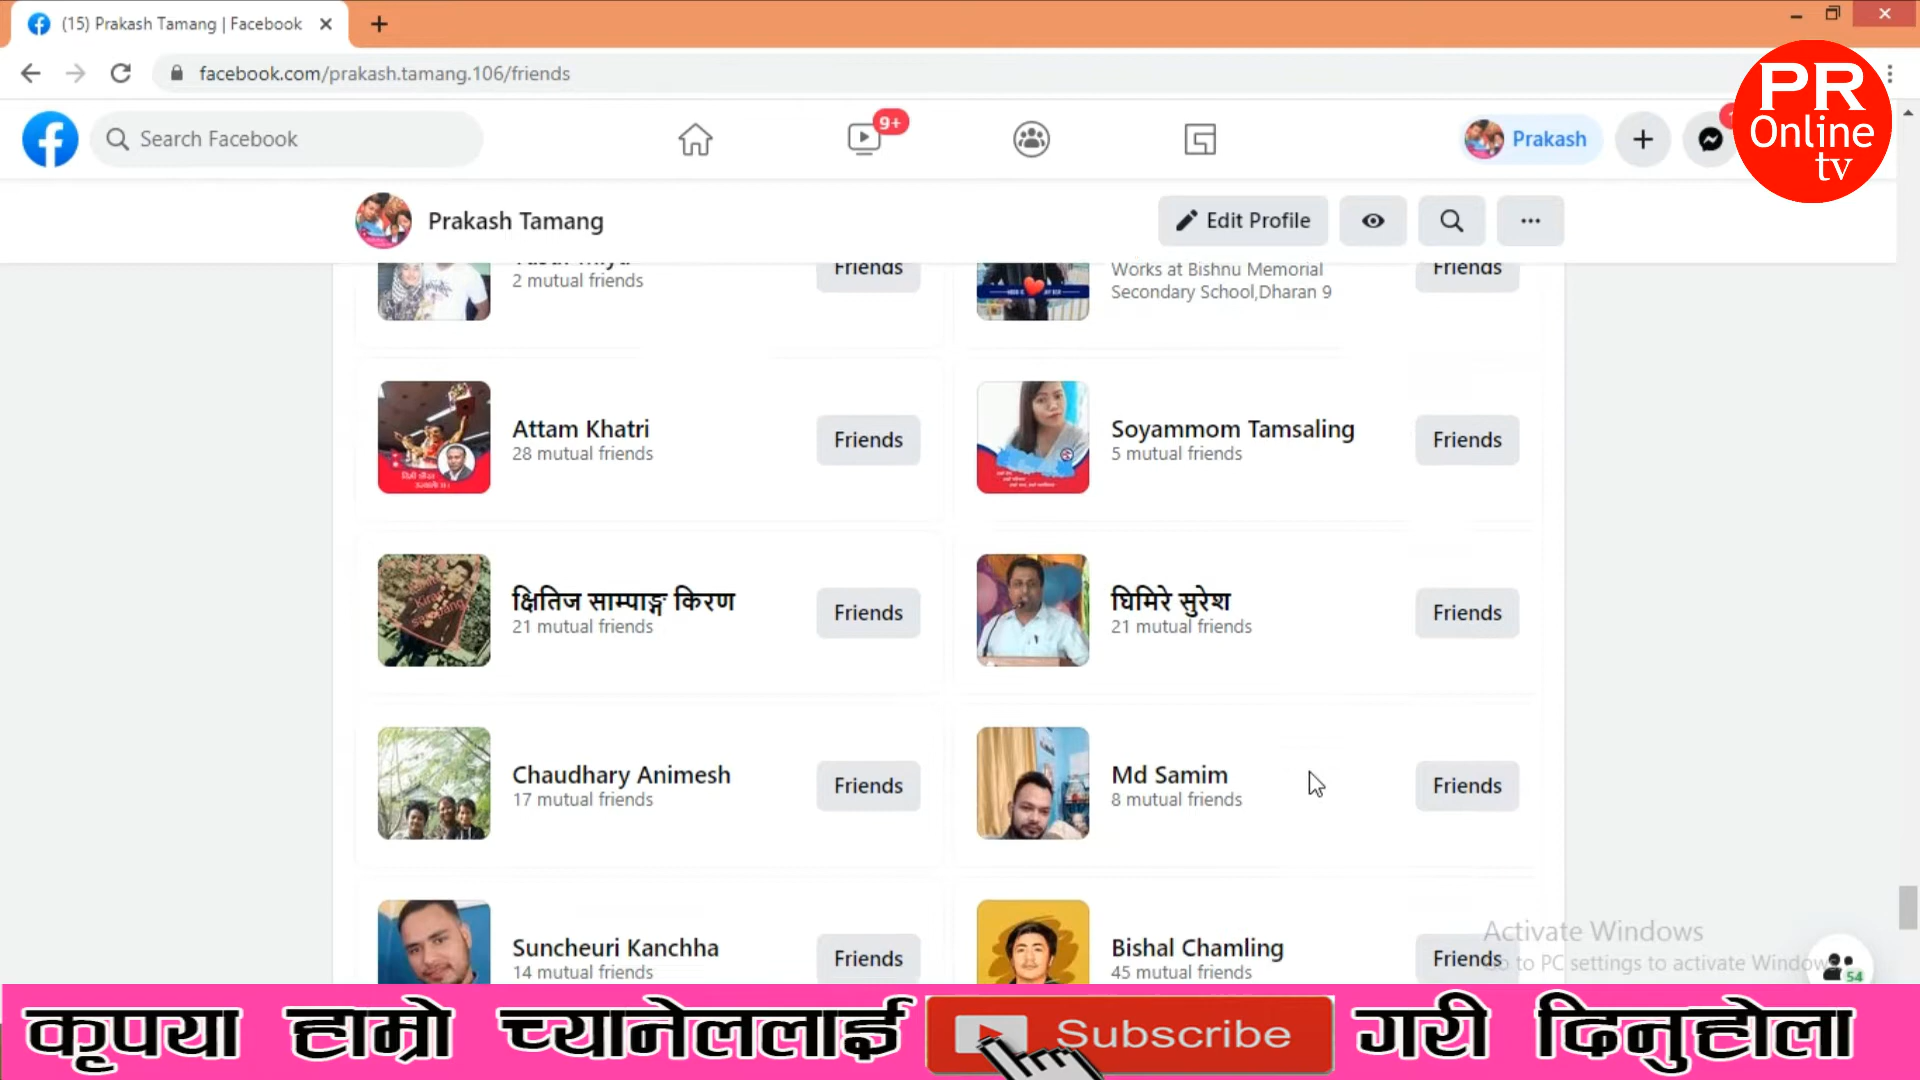 (15) Prakash Tamang | Facebook
facebook.com/prakash.tamang.106/friends
PR
Online
tv
Search Facebook
9+
Prakash
Prakash Tamang
Edit Profile
2 mutual friends
Friends
Works at Bishnu Memorial
Secondary School,Dharan 9
Friends
Attam Khatri
28 mutual friends
Friends
Soyammom Tamsaling
5 mutual friends
Friends
क्षितिज साम्पाङ्ग किरण
21 mutual friends
Friends
घिमिरे सुरेश
21 mutual friends
Friends
Chaudhary Animesh
17 mutual friends
Friends
Md Samim
8 mutual friends
Friends
Suncheuri Kanchha
14 mutual friends
Friends
Bishal Chamling
45 mutual friends
Friends
Activate Windows
to PC settings to activate Windows
54
कृपया हाम्रो च्यानेललाई Subscribe गरी दिनुहोला